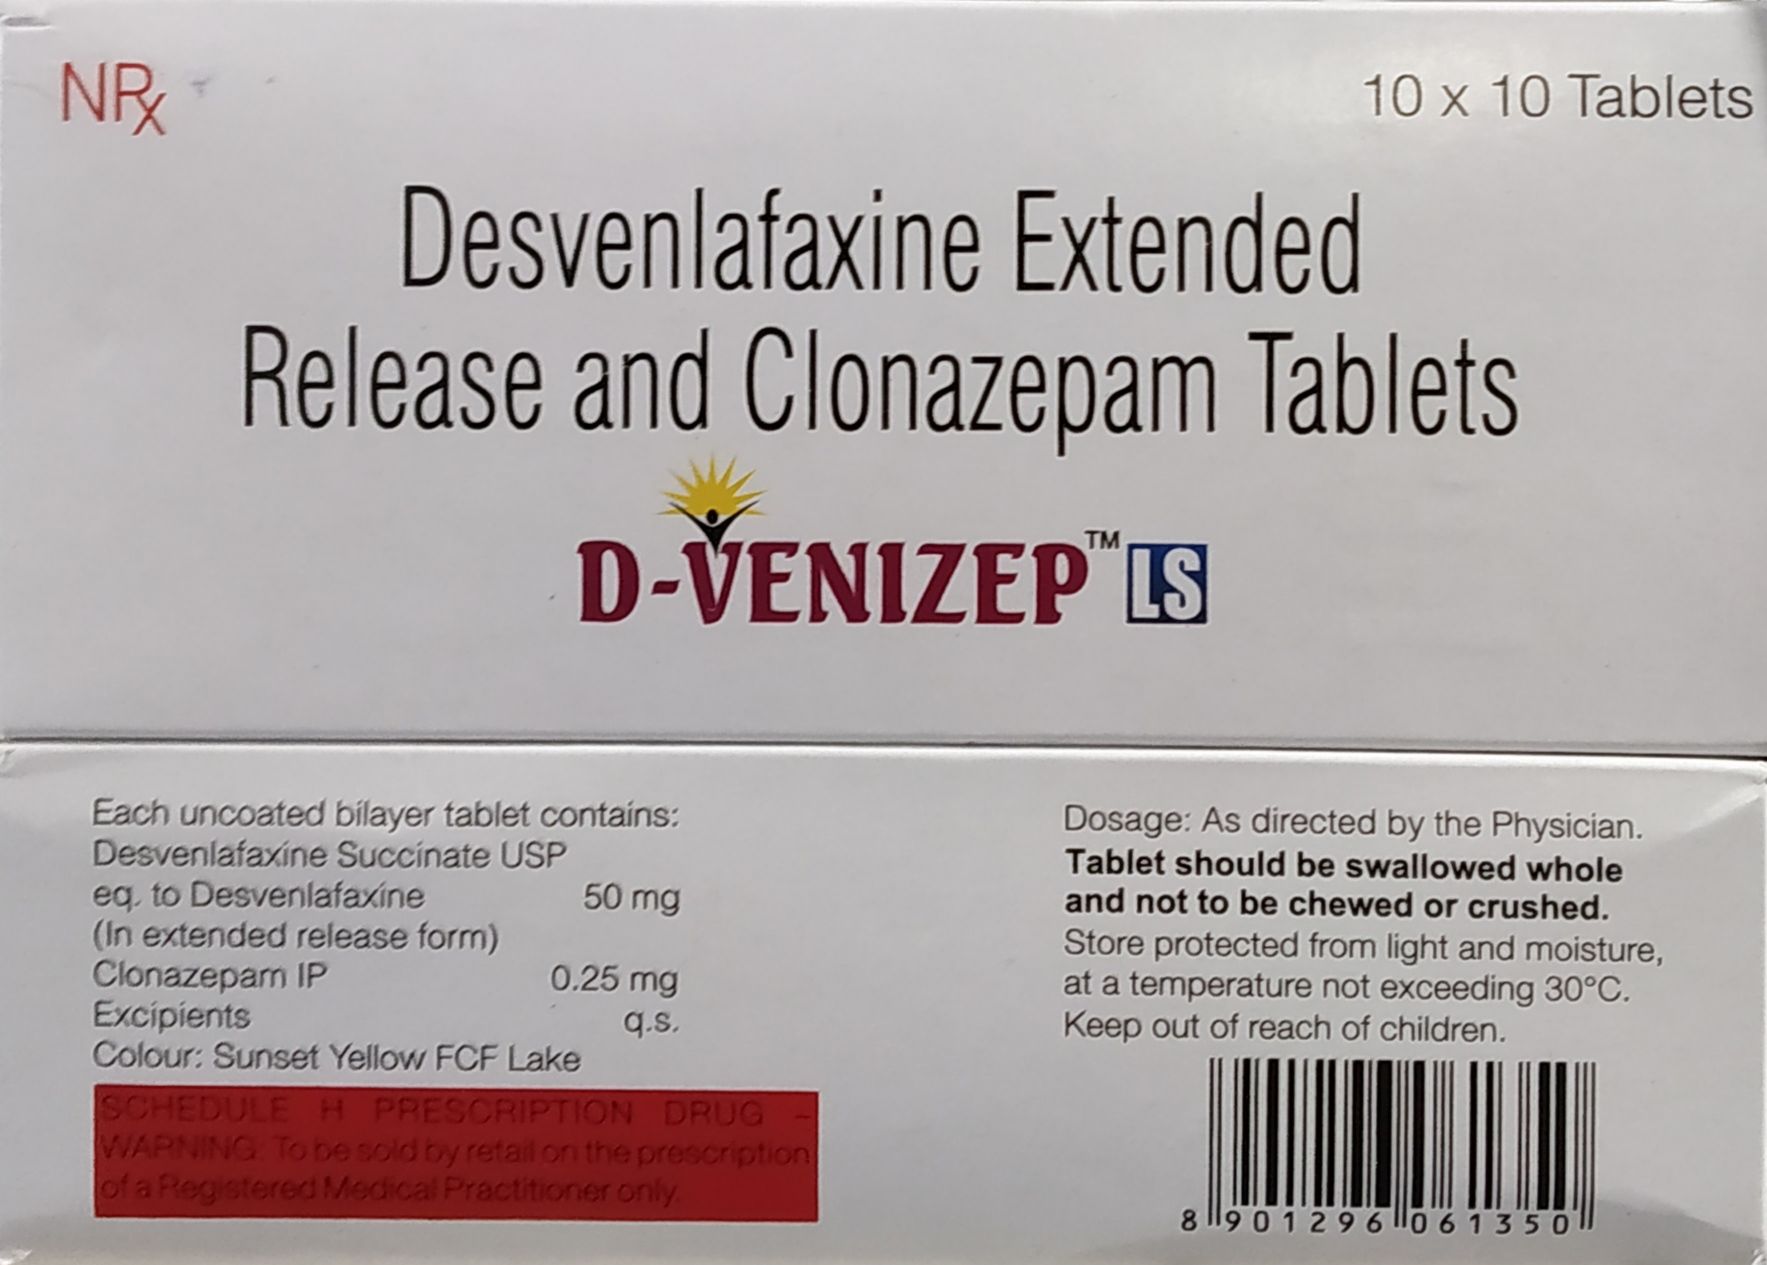 NRx
10 x 10 Tablets
Desvenlafaxine Extended
Release and Clonazepam Tablets
D-VENIZEP™ LS
Each uncoated bilayer tablet contains:
Desvenlafaxine Succinate USP
eq. to Desvenlafaxine 50 mg
(In extended release form)
Clonazepam IP 0.25 mg
Excipients q.s.
Colour: Sunset Yellow FCF Lake
SCHEDULE H PRESCRIPTION DRUG –
WARNING: To be sold by retail on the prescription
of a Registered Medical Practitioner only.
Dosage: As directed by the Physician.
Tablet should be swallowed whole
and not to be chewed or crushed.
Store protected from light and moisture,
at a temperature not exceeding 30°C.
Keep out of reach of children.
8 901296 061350